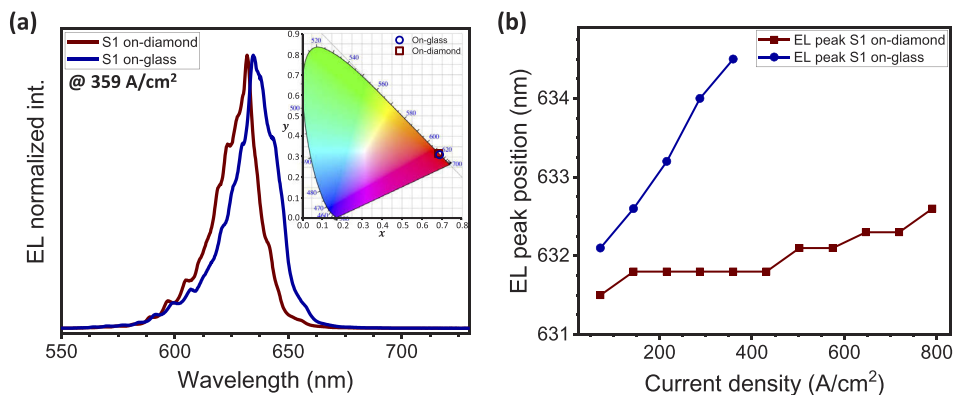 (a)
S1 on-diamond
S1 on-glass
@ 359 A/cm²
EL normalized int.
550
600
650
700
Wavelength (nm)
On-glass
On-diamond
0.9
0.8
0.7
0.6
0.5
0.4
0.3
0.2
0.1
0.0
y
0.0 0.1 0.2 0.3 0.4 0.5 0.6 0.7 0.8
x
520
540
560
580
600
620
700
500
480
470
460
(b)
EL peak S1 on-diamond
EL peak S1 on-glass
EL peak position (nm)
634
633
632
631
200
400
600
800
Current density (A/cm²)